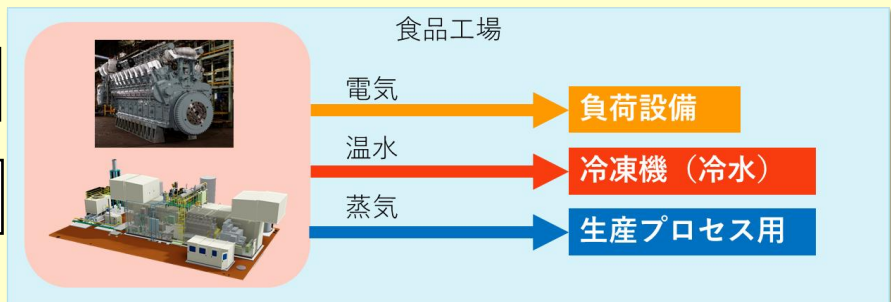 食品工場
電気
負荷設備
温水
冷凍機（冷水）
蒸気
生産プロセス用